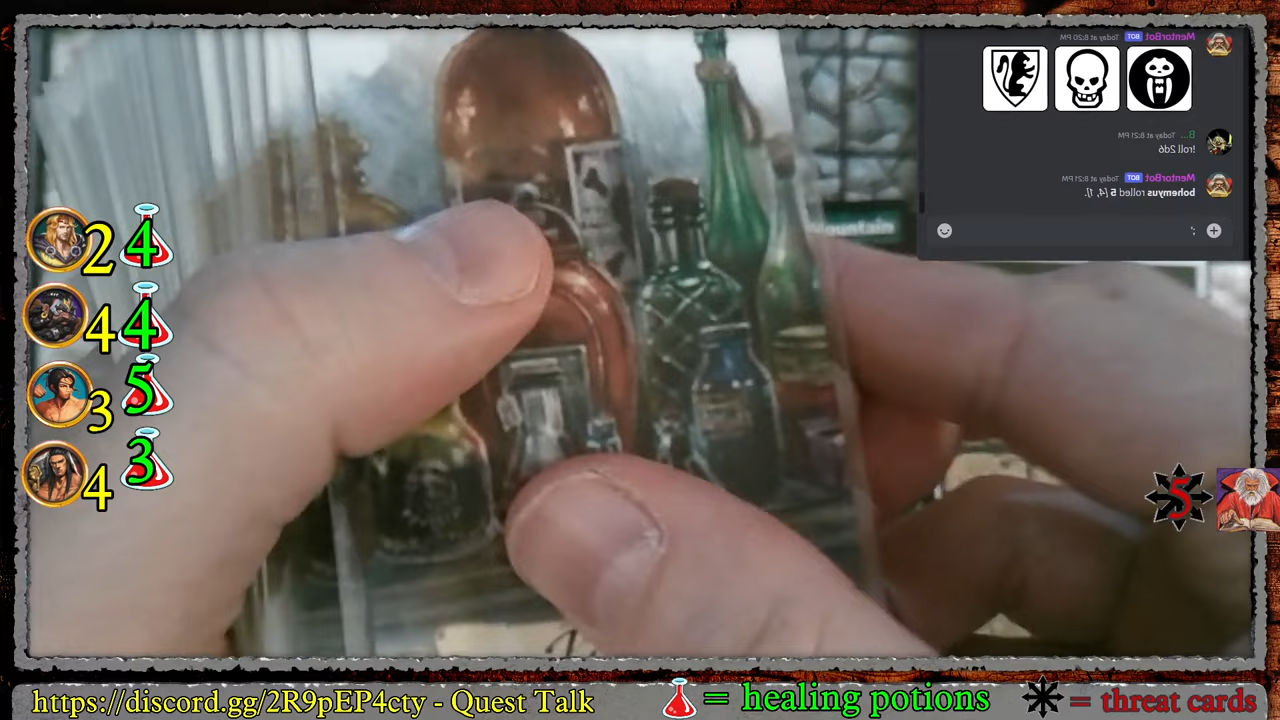 MentorBot BOT Today at 8:20 PM
B... Today at 8:21 PM
!roll 2d6
MentorBot BOT Today at 8:21 PM
bohemyus rolled 5 (4, 1).
2 4
4 4
3 5
4 3
5
https://discord.gg/2R9pEP4cty - Quest Talk
= healing potions
= threat cards